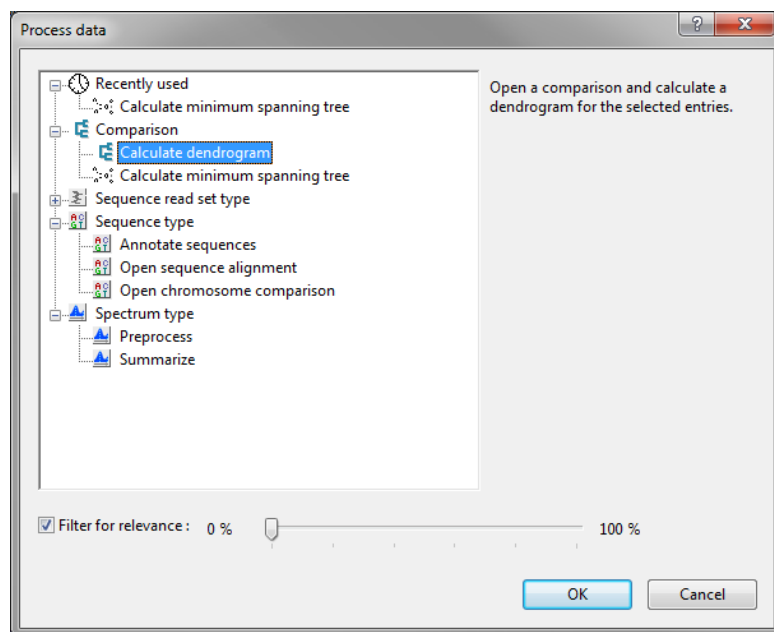 Process data
Recently used
Calculate minimum spanning tree
Comparison
Calculate dendrogram
Calculate minimum spanning tree
Sequence read set type
Sequence type
Annotate sequences
Open sequence alignment
Open chromosome comparison
Spectrum type
Preprocess
Summarize
Open a comparison and calculate a
dendrogram for the selected entries.
Filter for relevance : 0 % 100 %
OK Cancel